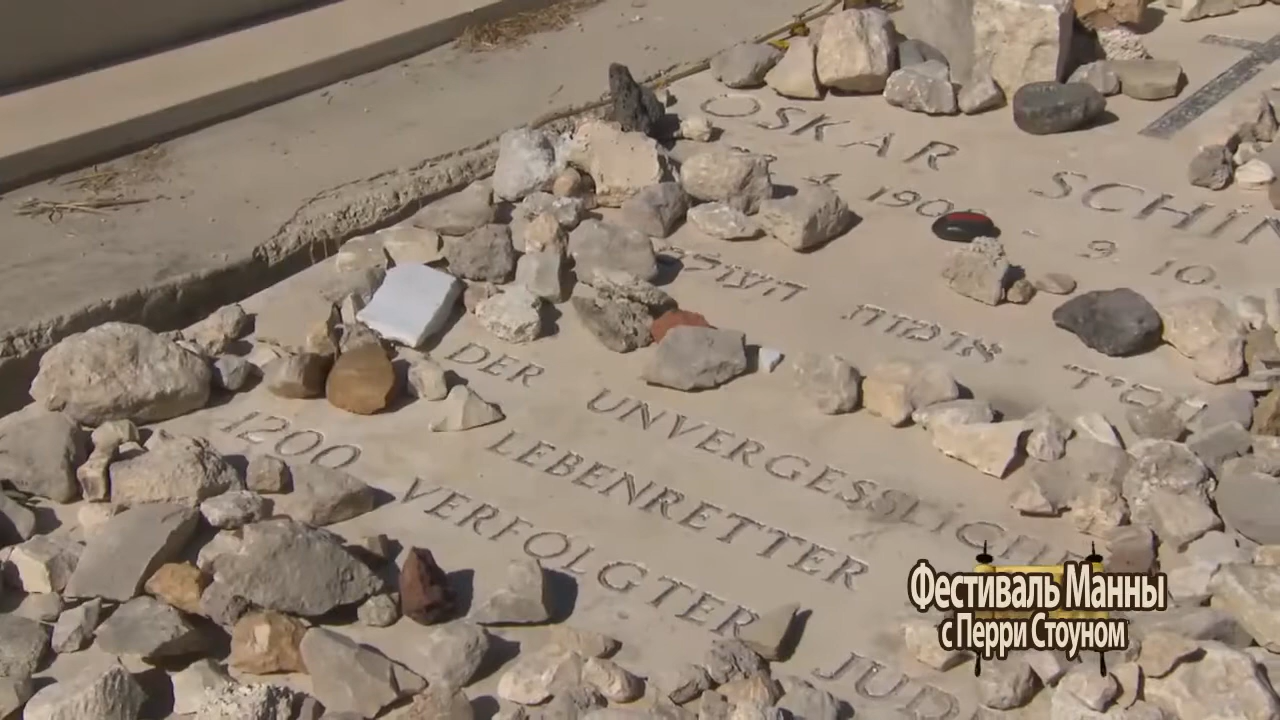 OSKAR SCHIN
1908
9 10
DER UNVERGESSLICHE
LEBENRETTER
1200 VERFOLGTER JUD
Фестиваль Манны
с Перри Стоуном